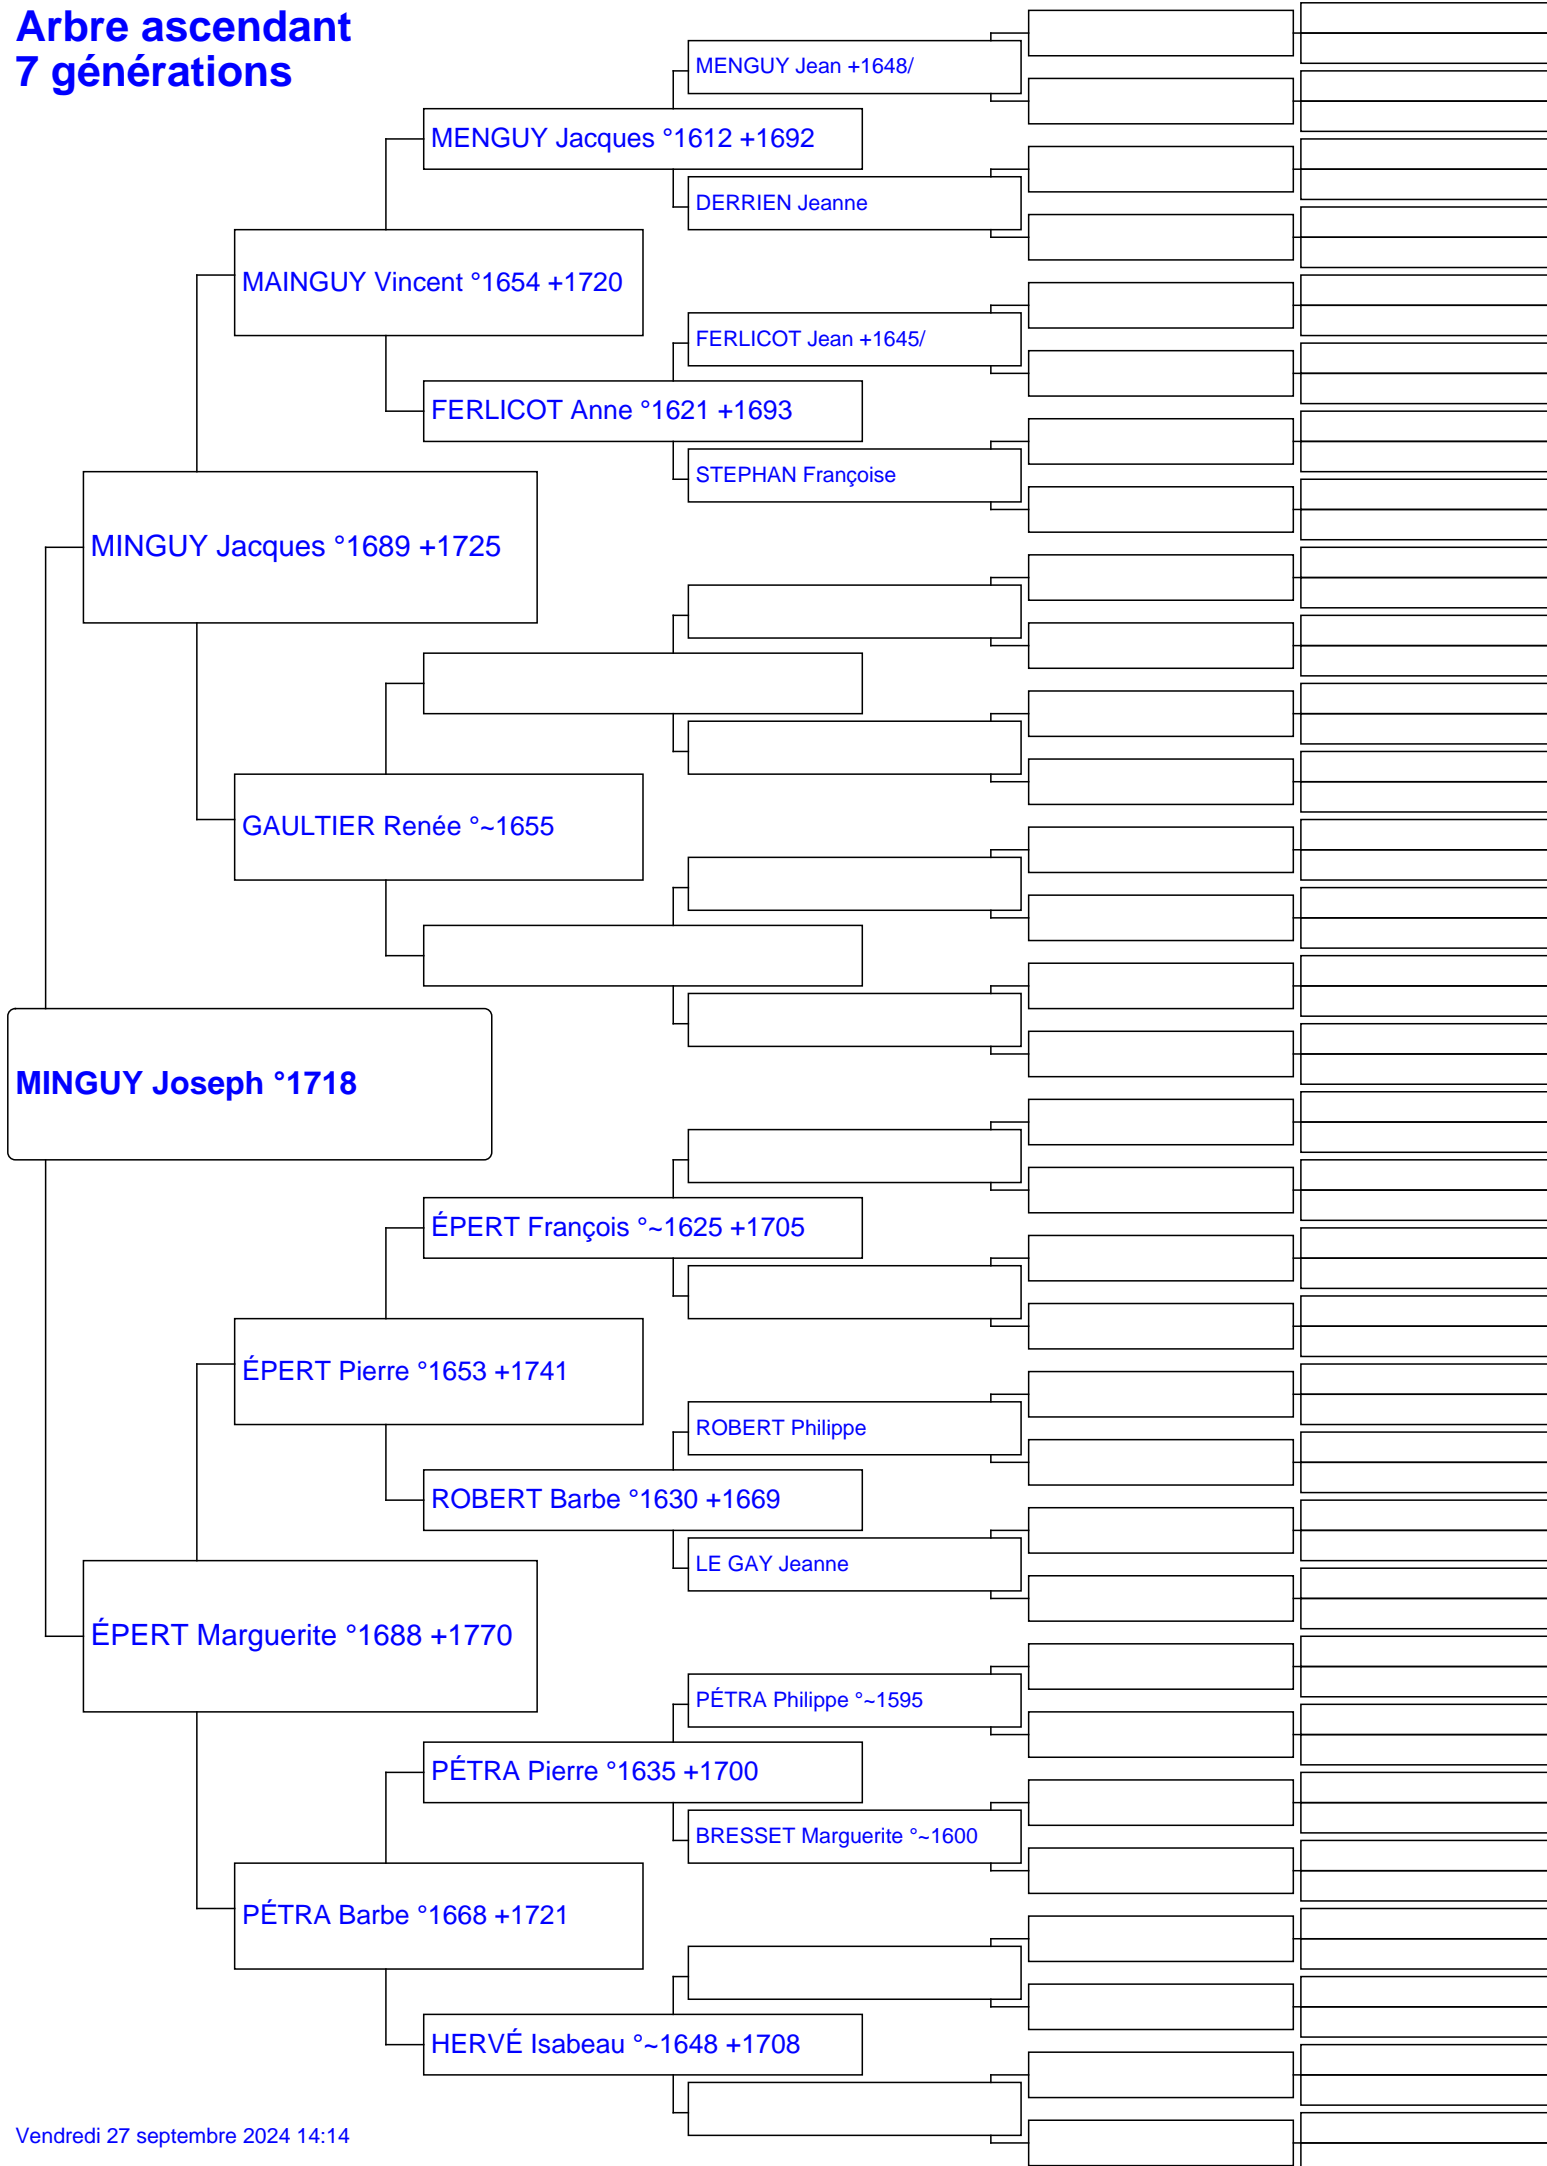 Arbre ascendant
7 générations
MENGUY Jean +1648/
MENGUY Jacques °1612 +1692
DERRIEN Jeanne
MAINGUY Vincent °1654 +1720
FERLICOT Jean +1645/
FERLICOT Anne °1621 +1693
STEPHAN Françoise
MINGUY Jacques °1689 +1725
GAULTIER Renée °~1655
MINGUY Joseph °1718
ÉPERT François °~1625 +1705
ÉPERT Pierre °1653 +1741
ROBERT Philippe
ROBERT Barbe °1630 +1669
LE GAY Jeanne
ÉPERT Marguerite °1688 +1770
PÉTRA Philippe °~1595
PÉTRA Pierre °1635 +1700
BRESSET Marguerite °~1600
PÉTRA Barbe °1668 +1721
HERVÉ Isabeau °~1648 +1708
Vendredi 27 septembre 2024 14:14